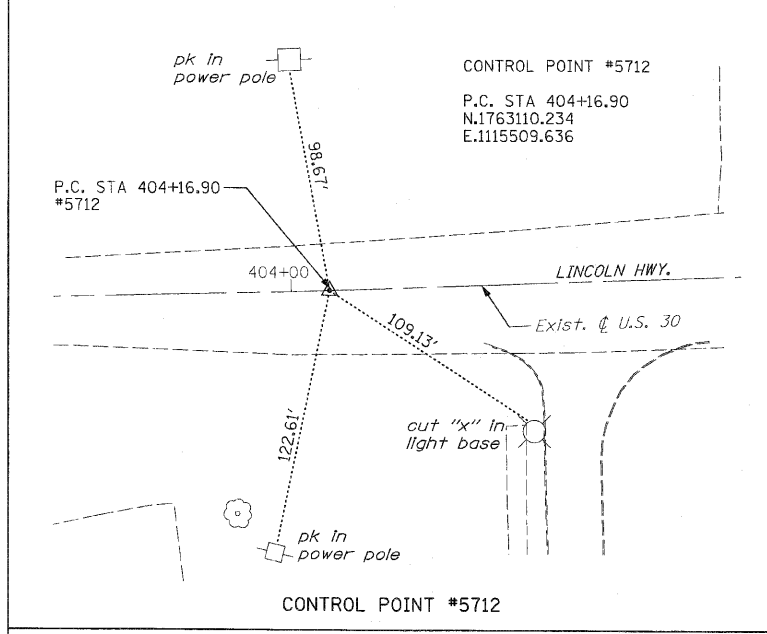 pk in
power pole
CONTROL POINT #5712
P.C. STA 404+16.90
N.1763110.234
E.1115509.636
98.67'
P.C. STA 404+16.90
#5712
404+00
LINCOLN HWY.
Exist. ℄ U.S. 30
109.13'
122.61'
cut "x" in
light base
pk in
power pole
CONTROL POINT #5712